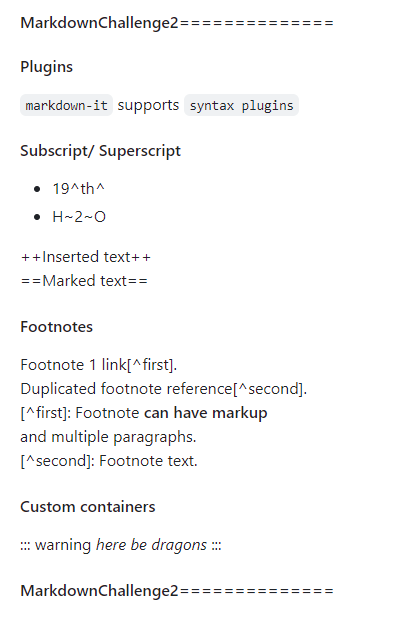 MarkdownChallenge2==============
Plugins
markdown-it supports syntax plugins
Subscript/ Superscript
• 19^th^
• H~2~O
++Inserted text++
==Marked text==
Footnotes
Footnote 1 link[^first].
Duplicated footnote reference[^second].
[^first]: Footnote can have markup
and multiple paragraphs.
[^second]: Footnote text.
Custom containers
::: warning here be dragons :::
MarkdownChallenge2==============